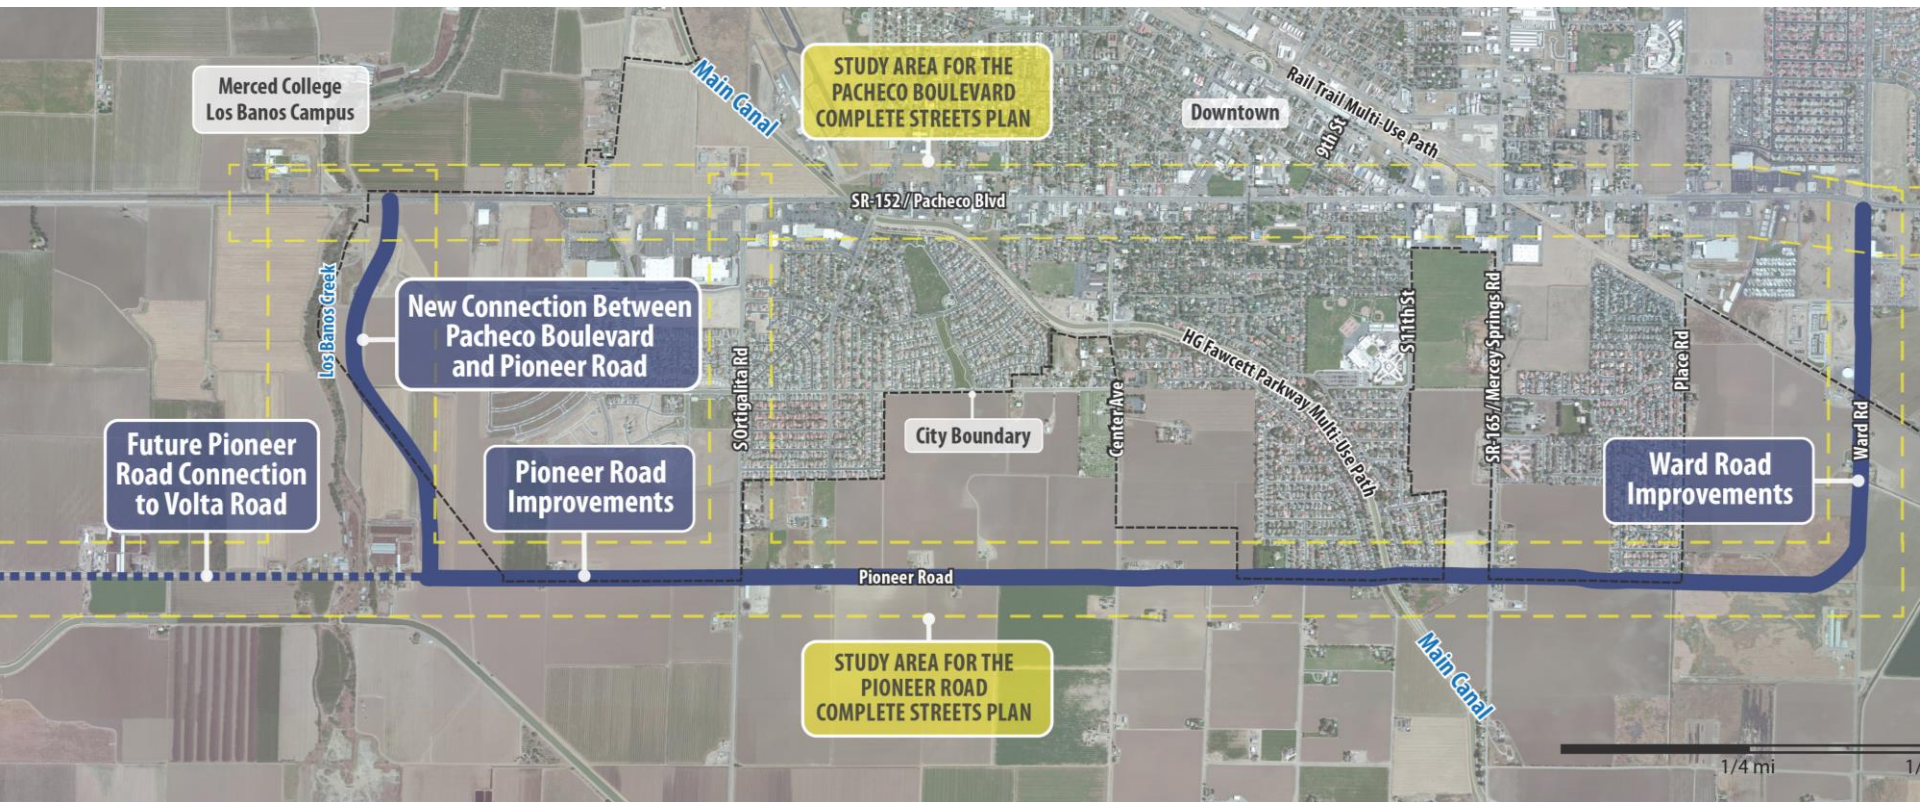 Merced College
Los Banos Campus
Main Canal
STUDY AREA FOR THE
PACHECO BOULEVARD
COMPLETE STREETS PLAN
Downtown
Rail Trail Multi-Use Path
9th St
SR-152 / Pacheco Blvd
Los Banos Creek
New Connection Between
Pacheco Boulevard
and Pioneer Road
S Ortigalita Rd
Center Ave
HG Fawcett Parkway Multi-Use Path
S 11th St
SR-165 / Mercey Springs Rd
Place Rd
Ward Rd
City Boundary
Future Pioneer
Road Connection
to Volta Road
Pioneer Road
Improvements
Ward Road
Improvements
Pioneer Road
STUDY AREA FOR THE
PIONEER ROAD
COMPLETE STREETS PLAN
Main Canal
1/4 mi